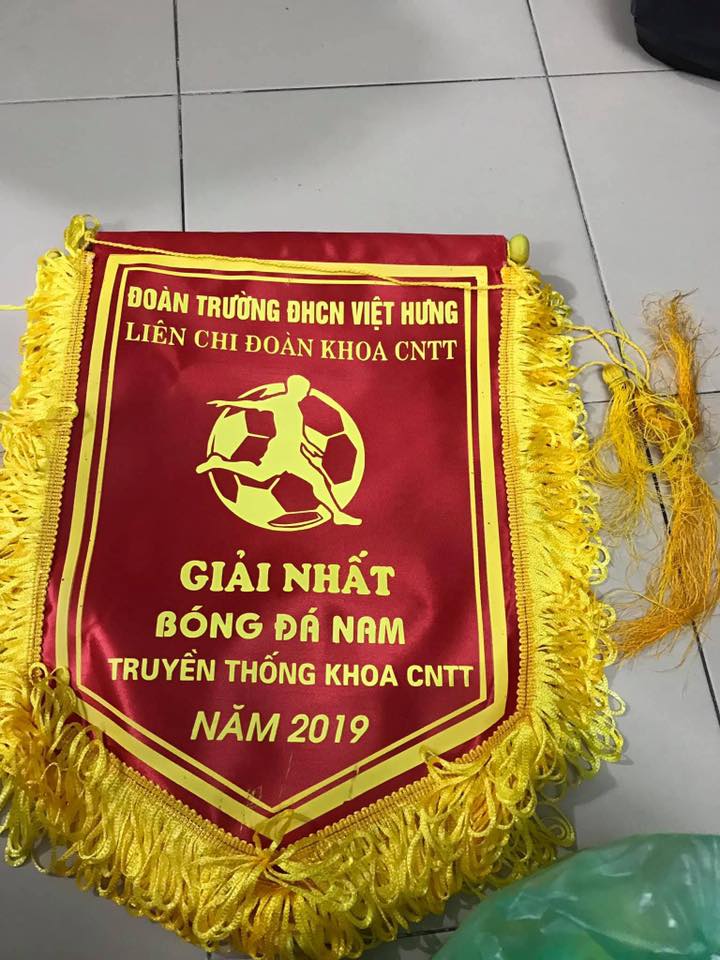 ĐOÀN TRƯỜNG ĐHCN VIỆT HƯNG
LIÊN CHI ĐOÀN KHOA CNTT
GIẢI NHẤT
BÓNG ĐÁ NAM
TRUYỀN THỐNG KHOA CNTT
NĂM 2019